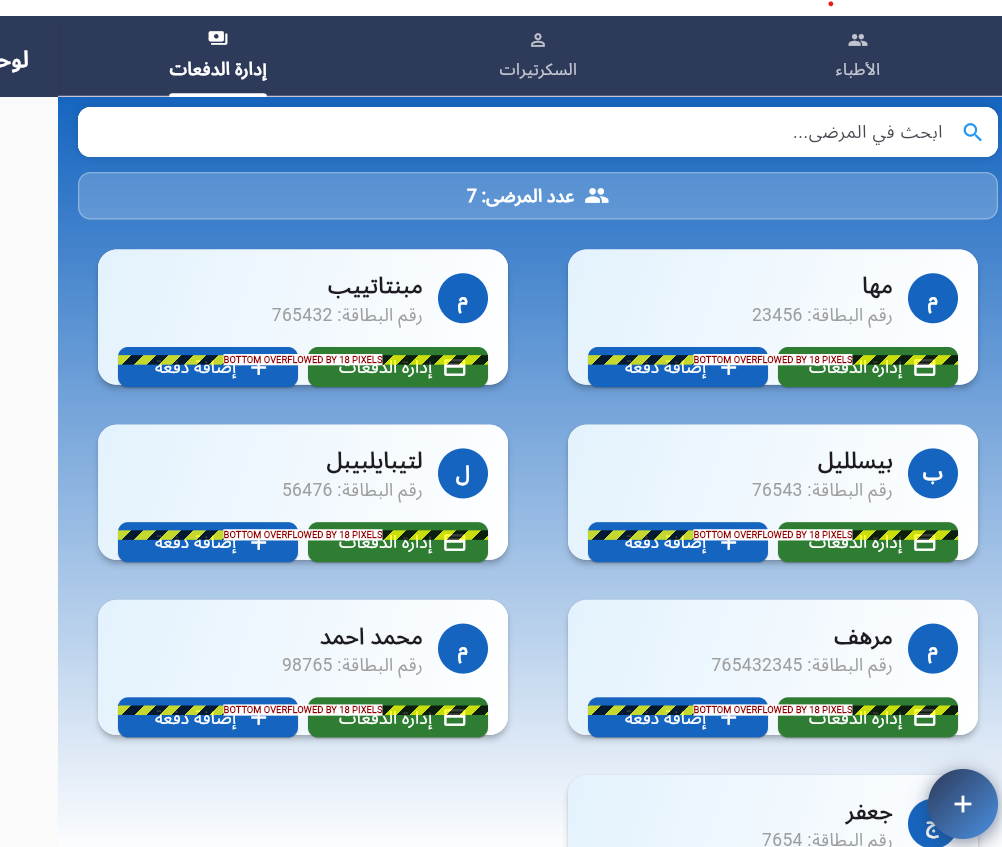 الأطباء
السكرتيرات
إدارة الدفعات
ابحث في المرضى...
عدد المرضى: 7
م
مها
رقم البطاقة: 23456
إدارة الدفعات
إضافة دفعة
BOTTOM OVERFLOWED BY 18 PIXELS
م
مبنتاتييب
رقم البطاقة: 765432
إدارة الدفعات
إضافة دفعة
BOTTOM OVERFLOWED BY 18 PIXELS
ب
بيسلليل
رقم البطاقة: 76543
إدارة الدفعات
إضافة دفعة
BOTTOM OVERFLOWED BY 18 PIXELS
ل
لتيبايلبيبل
رقم البطاقة: 56476
إدارة الدفعات
إضافة دفعة
BOTTOM OVERFLOWED BY 18 PIXELS
م
مرهف
رقم البطاقة: 765432345
إدارة الدفعات
إضافة دفعة
BOTTOM OVERFLOWED BY 18 PIXELS
م
محمد احمد
رقم البطاقة: 98765
إدارة الدفعات
إضافة دفعة
BOTTOM OVERFLOWED BY 18 PIXELS
ج
جعفر
رقم البطاقة: 7654